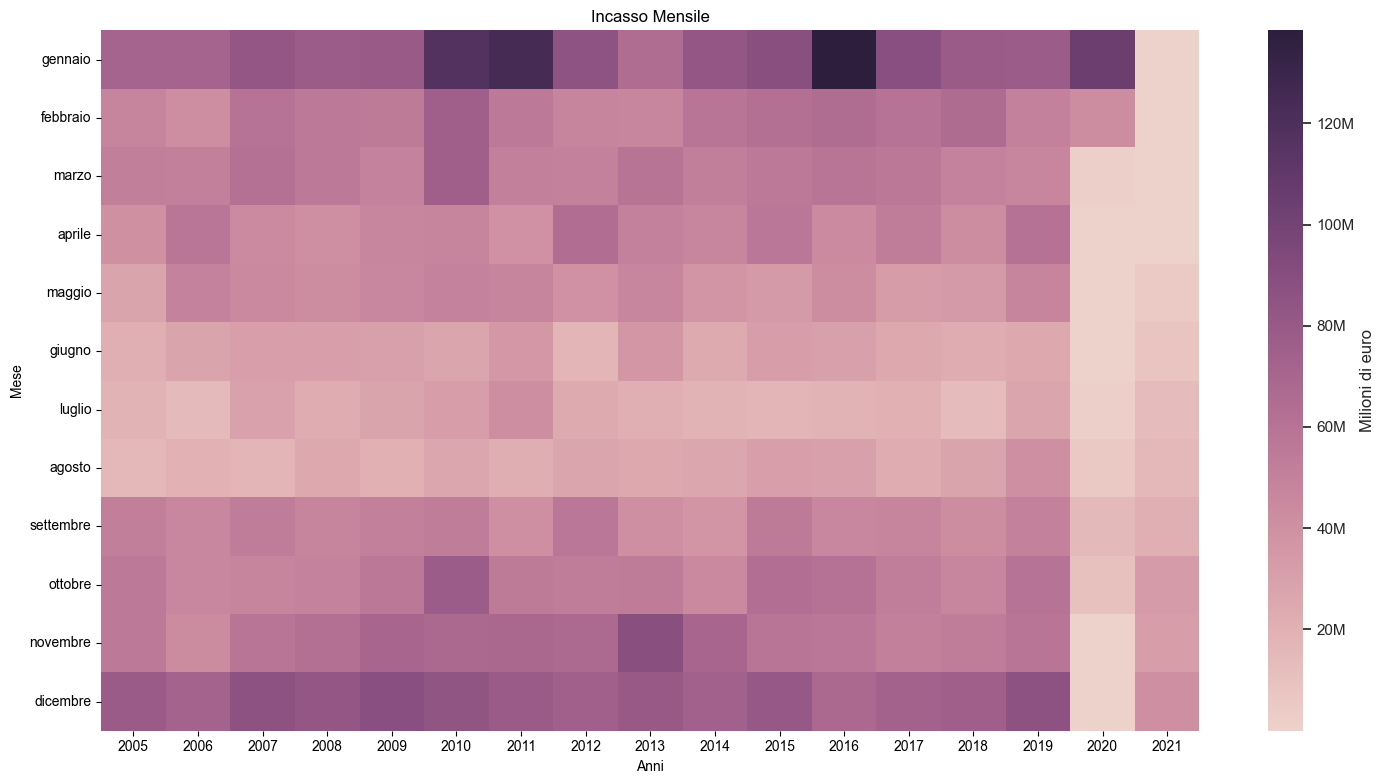 Incasso Mensile
gennaio
febbraio
marzo
aprile
maggio
giugno
luglio
agosto
settembre
ottobre
novembre
dicembre
Mese
2005 2006 2007 2008 2009 2010 2011 2012 2013 2014 2015 2016 2017 2018 2019 2020 2021
Anni
120M
100M
80M
60M
40M
20M
Milioni di euro